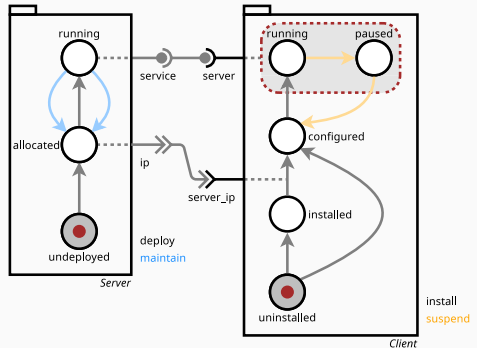 running
allocated
undeployed
Server
service
server
ip
server_ip
deploy
maintain
running
paused
configured
installed
uninstalled
Client
install
suspend